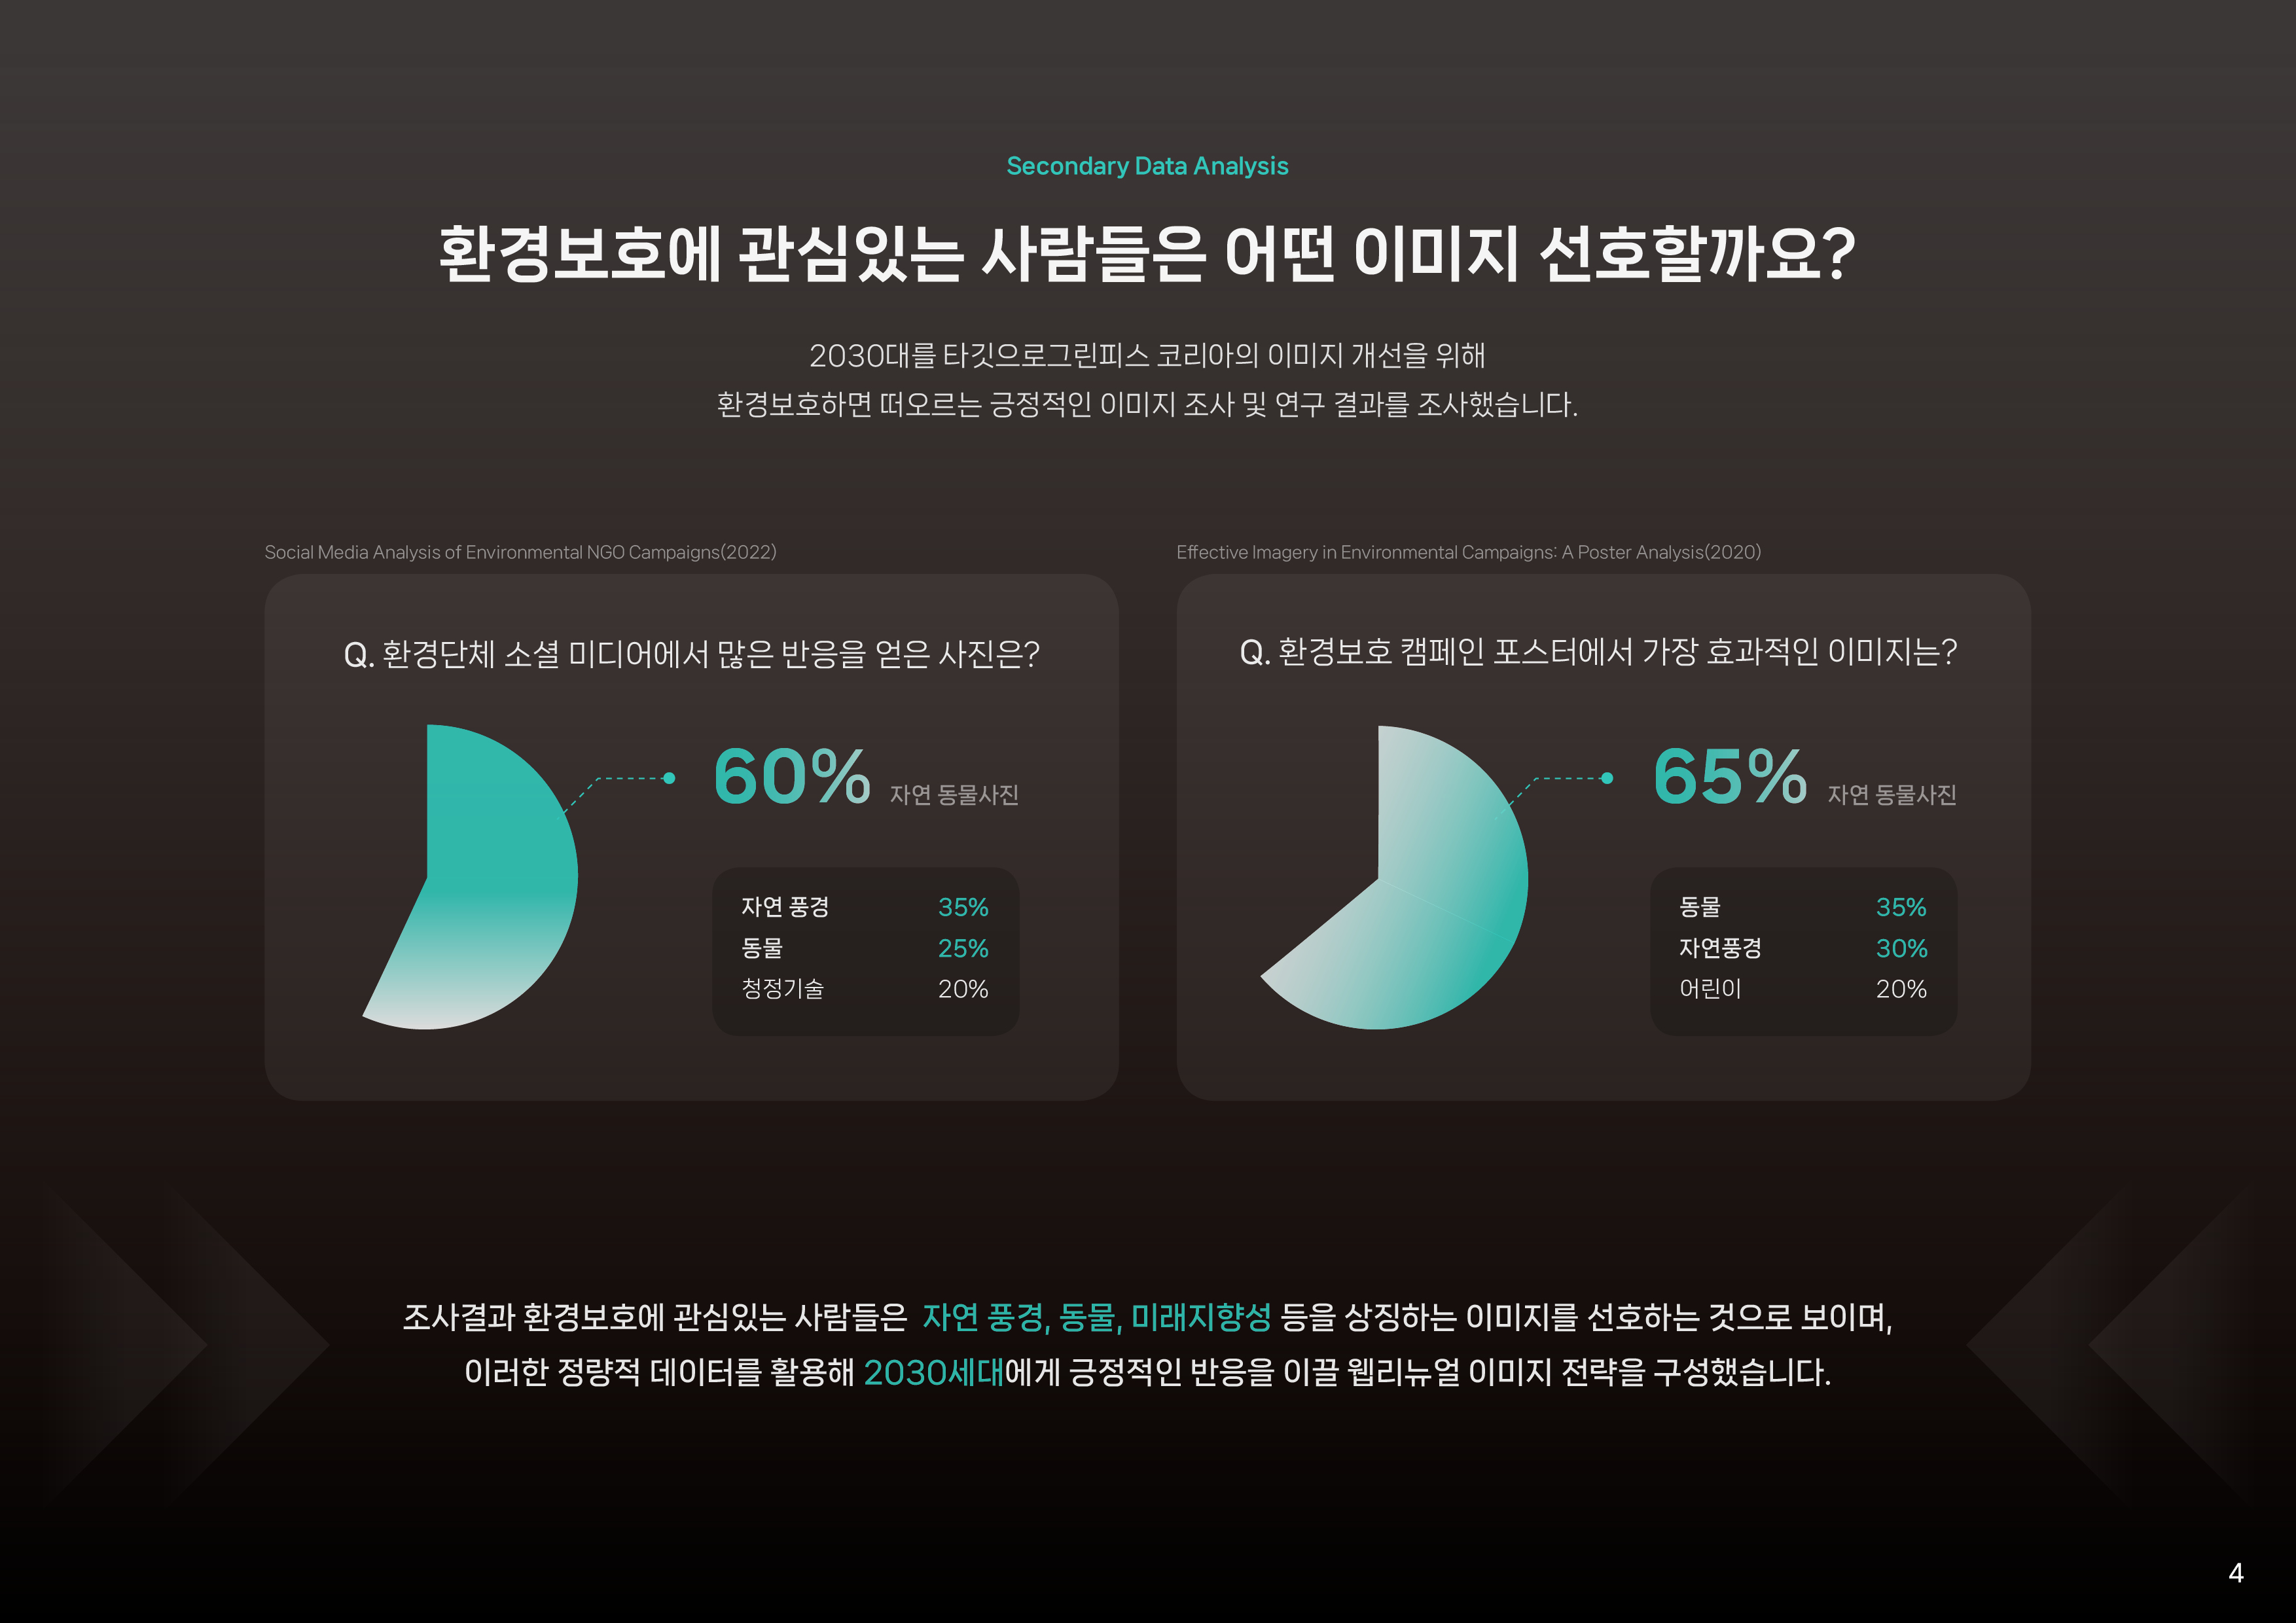 Secondary Data Analysis
환경보호에 관심있는 사람들은 어떤 이미지 선호할까요?
2030대를 타깃으로그린피스 코리아의 이미지 개선을 위해
환경보호하면 떠오르는 긍정적인 이미지 조사 및 연구 결과를 조사했습니다.
Social Media Analysis of Environmental NGO Campaigns(2022)
Q. 환경단체 소셜 미디어에서 많은 반응을 얻은 사진은?
60% 자연 동물사진
자연 풍경 35%
동물 25%
청정기술 20%
Effective Imagery in Environmental Campaigns: A Poster Analysis(2020)
Q. 환경보호 캠페인 포스터에서 가장 효과적인 이미지는?
65% 자연 동물사진
동물 35%
자연풍경 30%
어린이 20%
조사결과 환경보호에 관심있는 사람들은 자연 풍경, 동물, 미래지향성 등을 상징하는 이미지를 선호하는 것으로 보이며,
이러한 정량적 데이터를 활용해 2030세대에게 긍정적인 반응을 이끌 웹리뉴얼 이미지 전략을 구성했습니다.
4